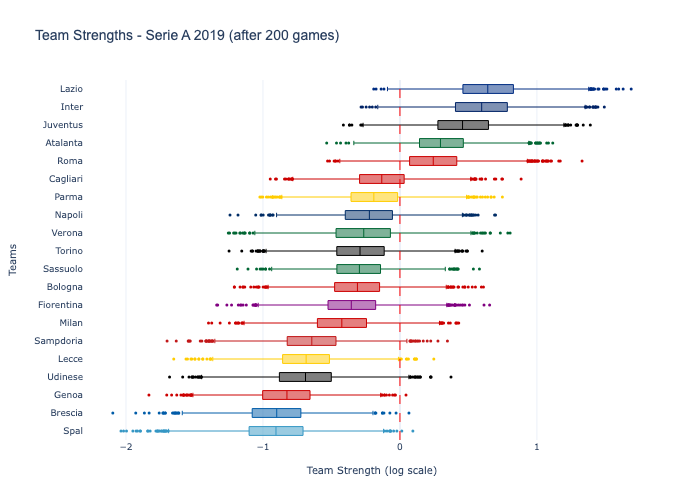 Team Strengths - Serie A 2019 (after 200 games)
Lazio
Inter
Juventus
Atalanta
Roma
Cagliari
Parma
Napoli
Verona
Torino
Sassuolo
Bologna
Fiorentina
Milan
Sampdoria
Lecce
Udinese
Genoa
Brescia
Spal
Teams
−2 −1 0 1
Team Strength (log scale)